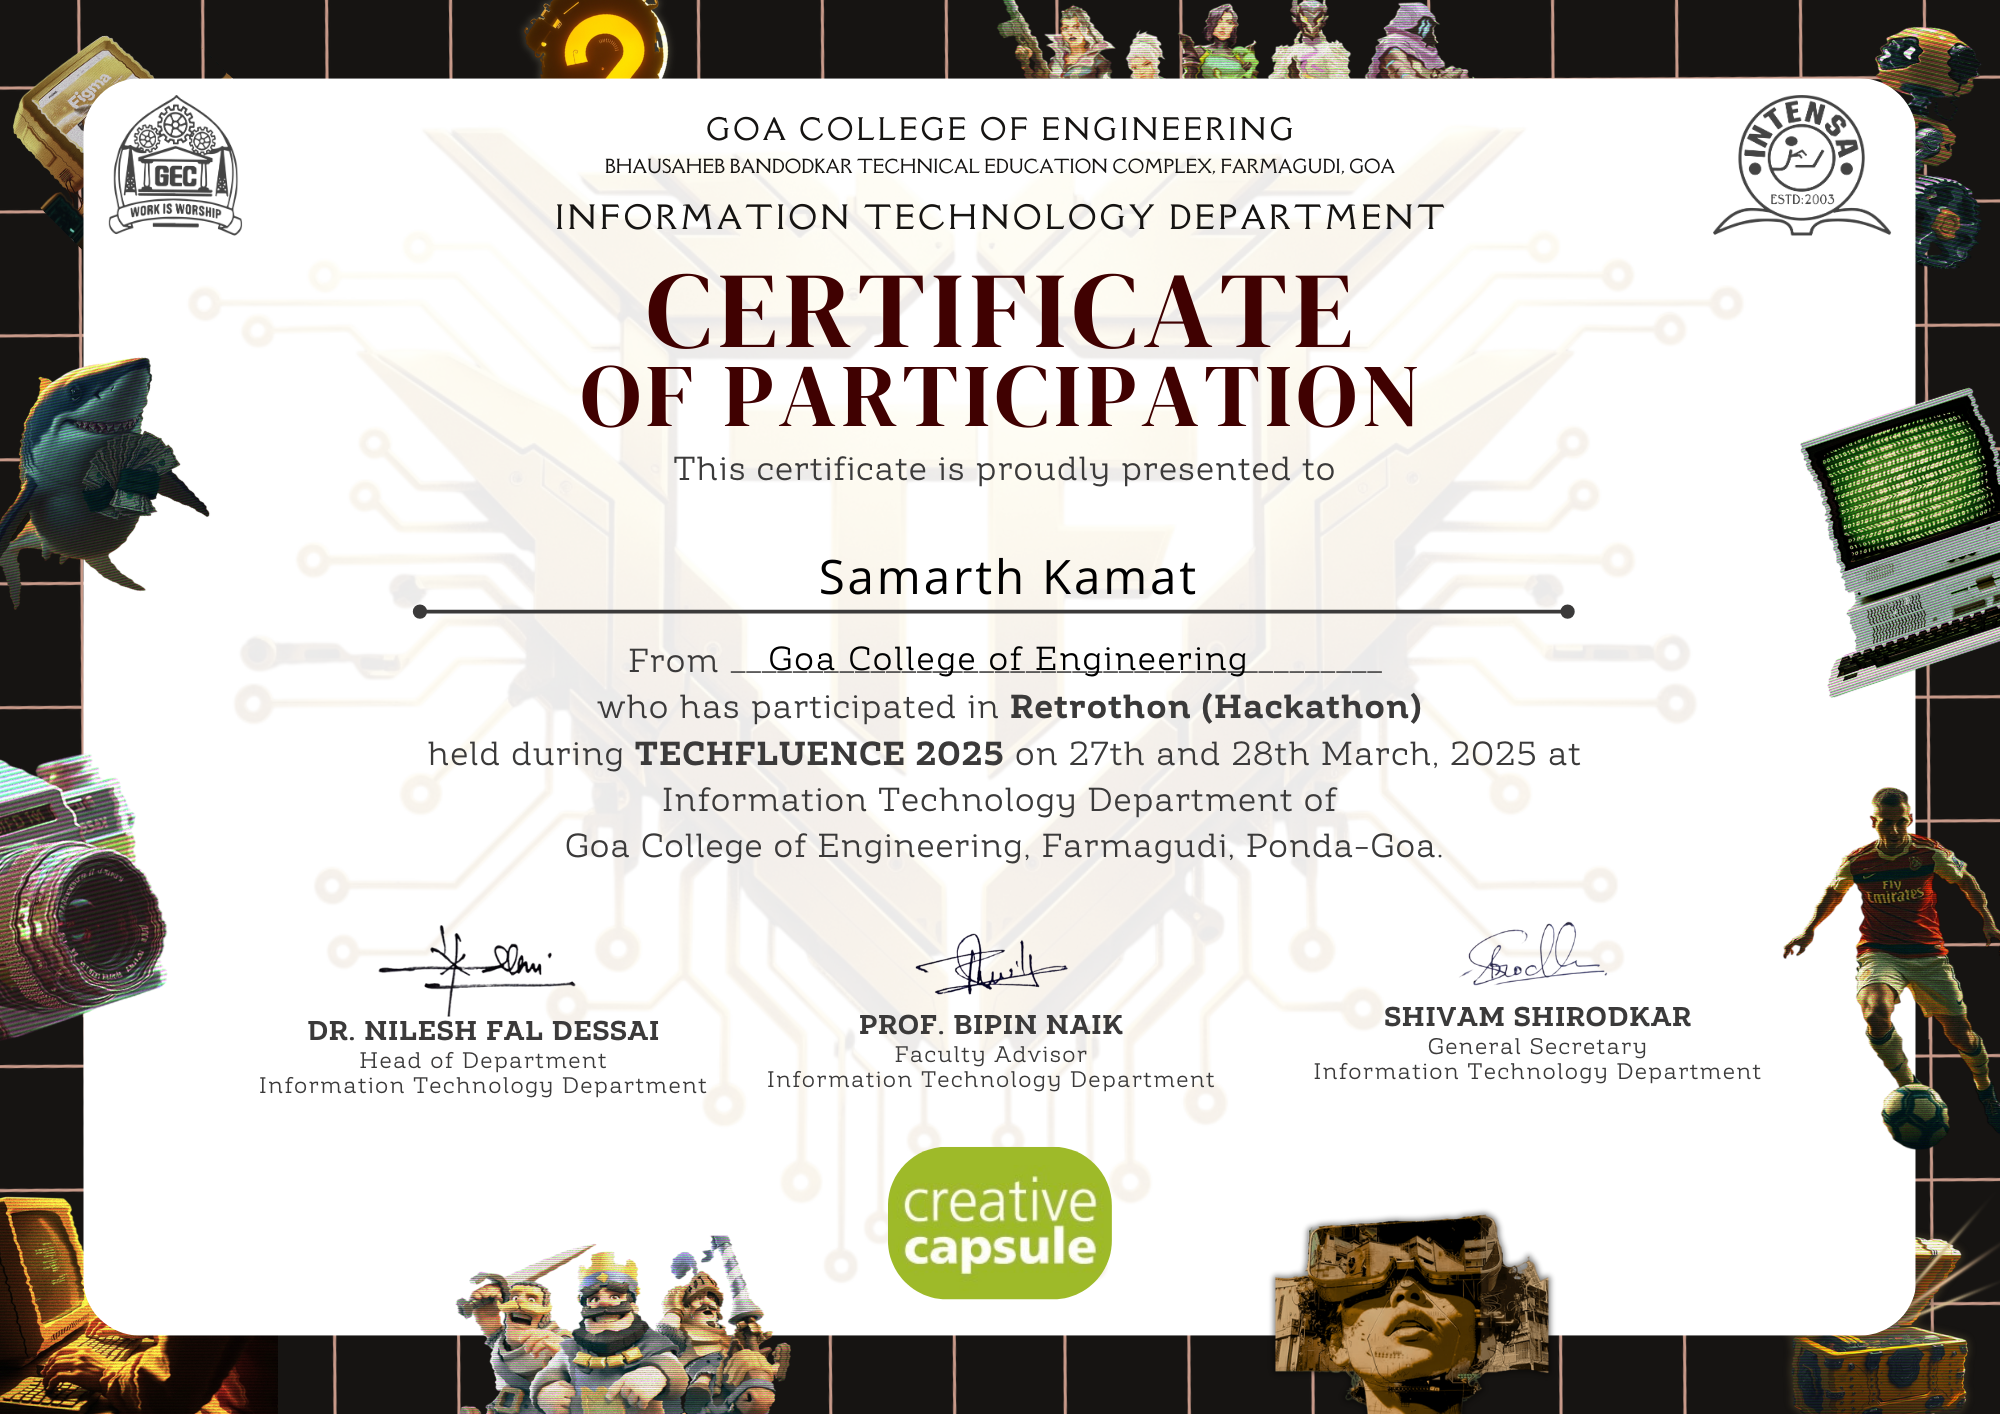 Figma
GEC
WORK IS WORSHIP
INTENSA
ESTD:2003
GOA COLLEGE OF ENGINEERING
BHAUSAHEB BANDODKAR TECHNICAL EDUCATION COMPLEX, FARMAGUDI, GOA
INFORMATION TECHNOLOGY DEPARTMENT
CERTIFICATE
OF PARTICIPATION
This certificate is proudly presented to
Samarth Kamat
From __Goa College of Engineering________
who has participated in Retrothon (Hackathon)
held during TECHFLUENCE 2025 on 27th and 28th March, 2025 at
Information Technology Department of
Goa College of Engineering, Farmagudi, Ponda-Goa.
Fly
Emirates
DR. NILESH FAL DESSAI
Head of Department
Information Technology Department
PROF. BIPIN NAIK
Faculty Advisor
Information Technology Department
SHIVAM SHIRODKAR
General Secretary
Information Technology Department
creative
capsule